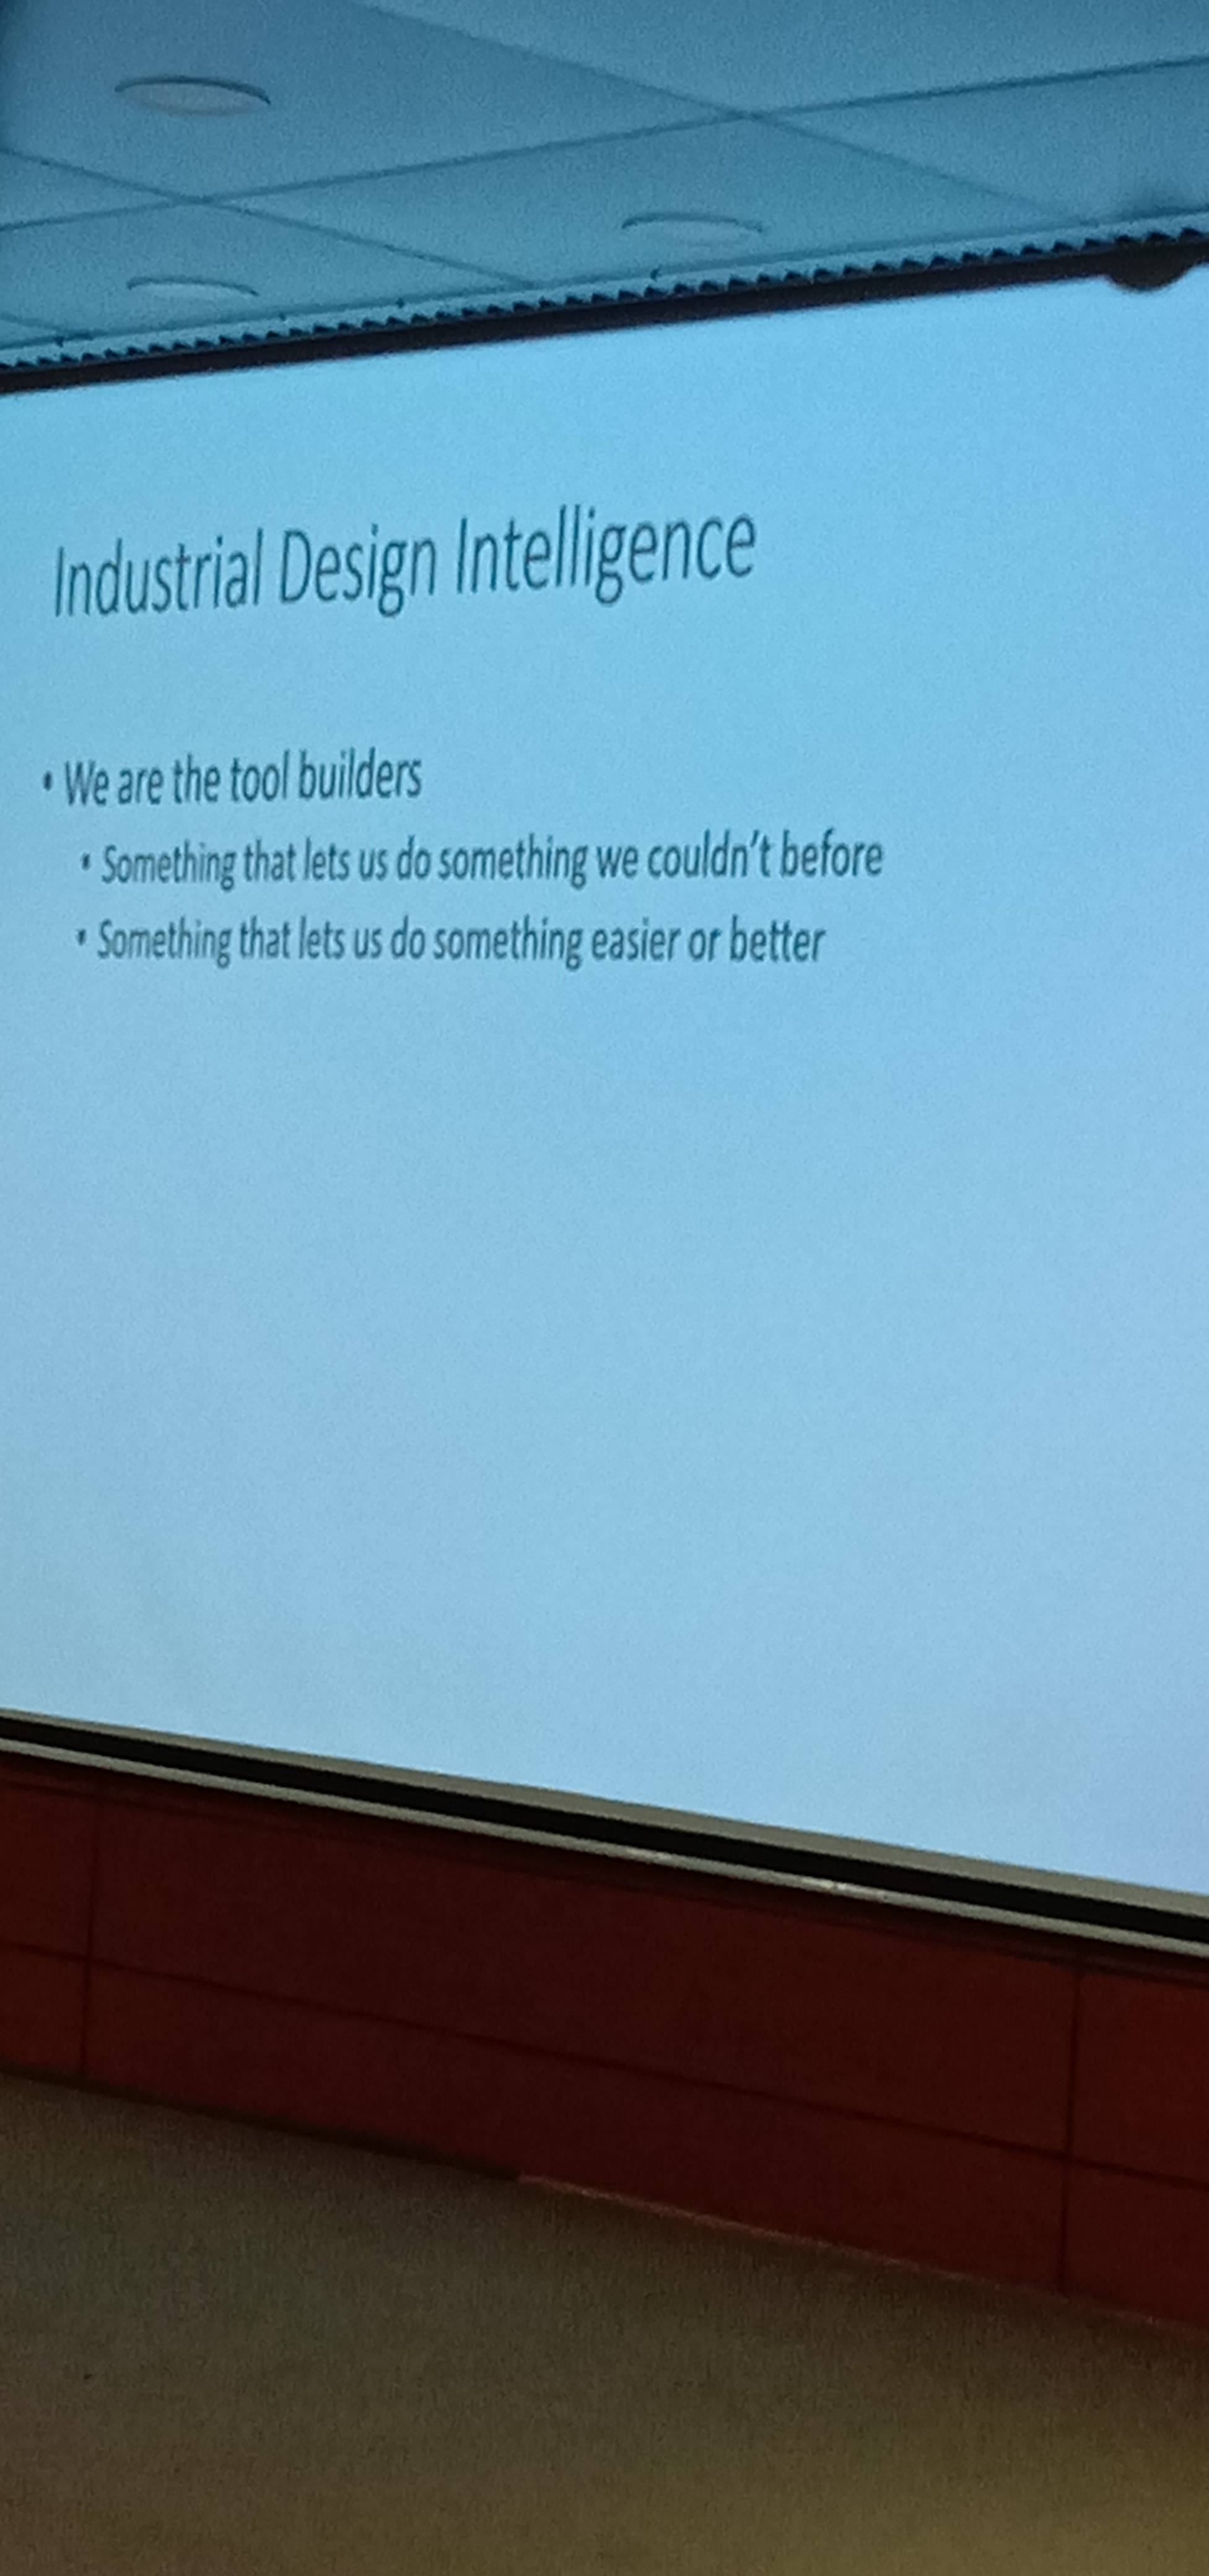 Industrial Design Intelligence
• We are the tool builders
• Something that lets us do something we couldn't before
• Something that lets us do something easier or better